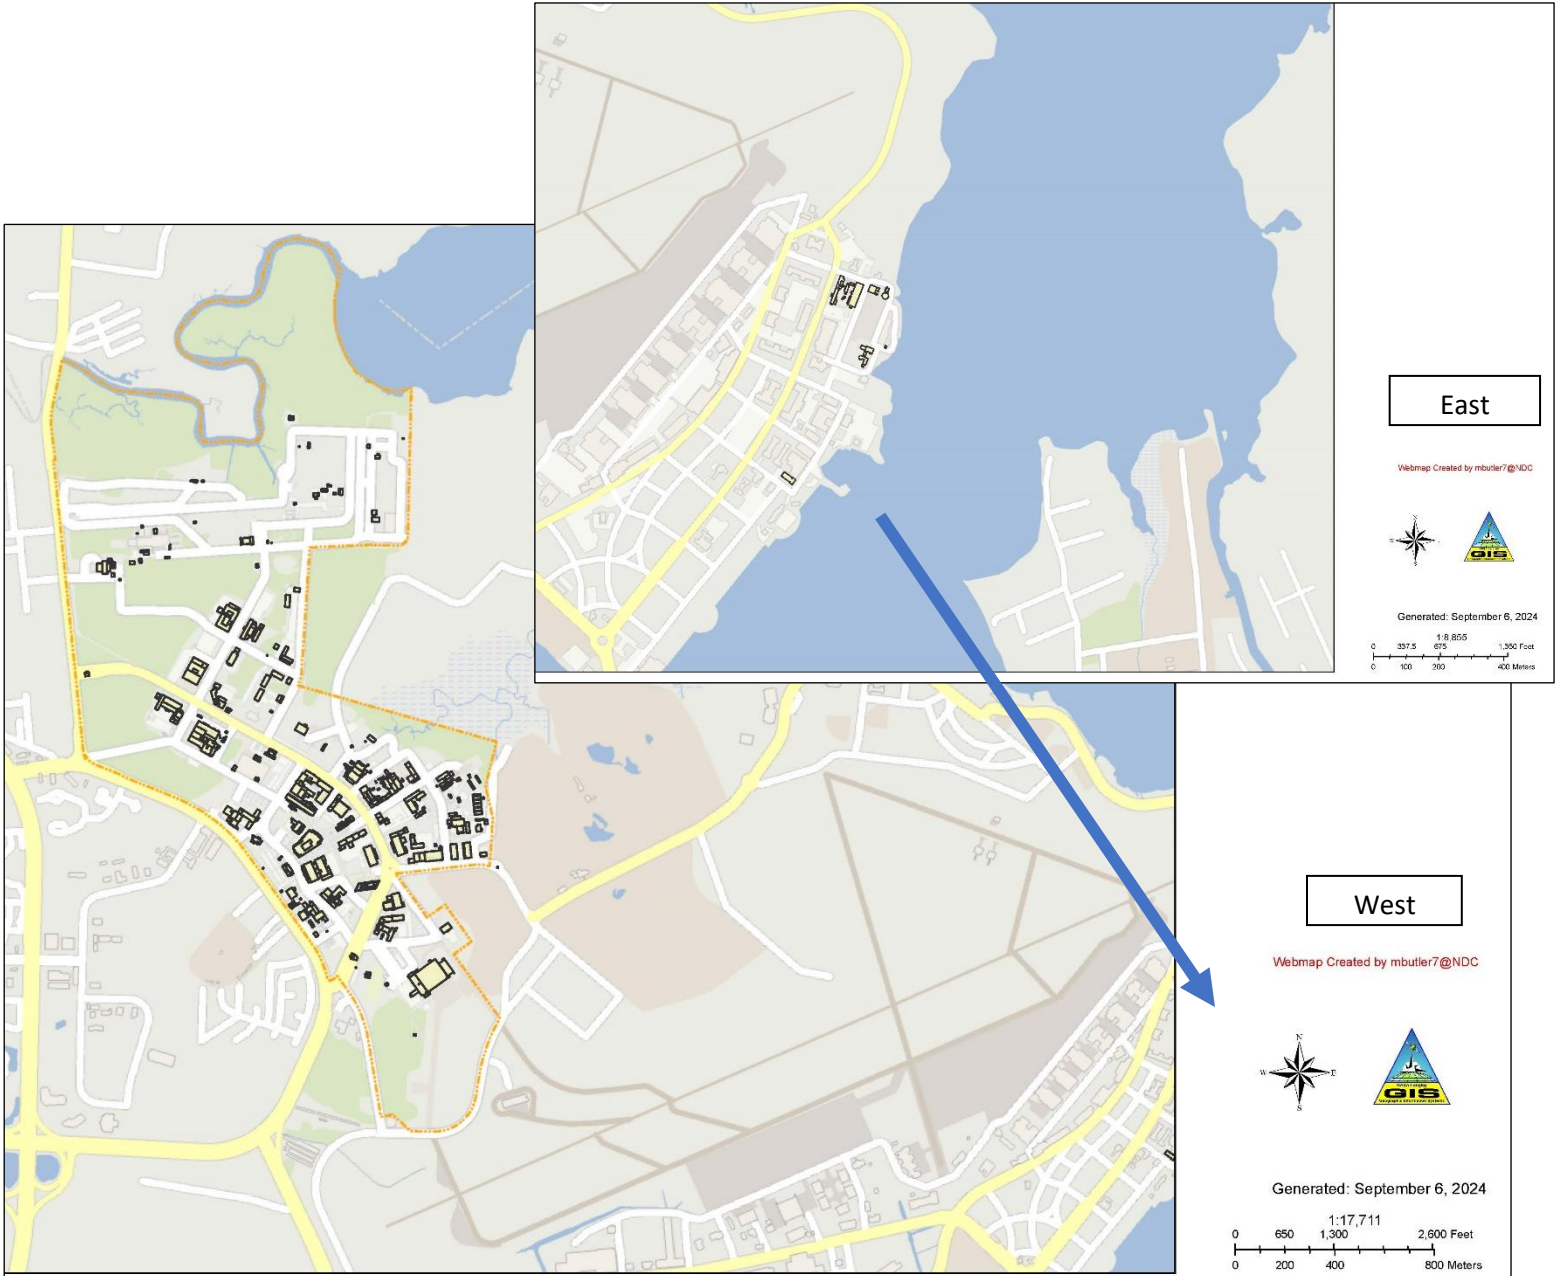 East
Webmap Created by mbutler7@NDC
GIS
Generated: September 6, 2024
1:8,855
0 337.5 675 1,350 Feet
0 100 200 400 Meters
West
Webmap Created by mbutler7@NDC
N
W E
S
GIS
Generated: September 6, 2024
1:17,711
0 650 1,300 2,600 Feet
0 200 400 800 Meters